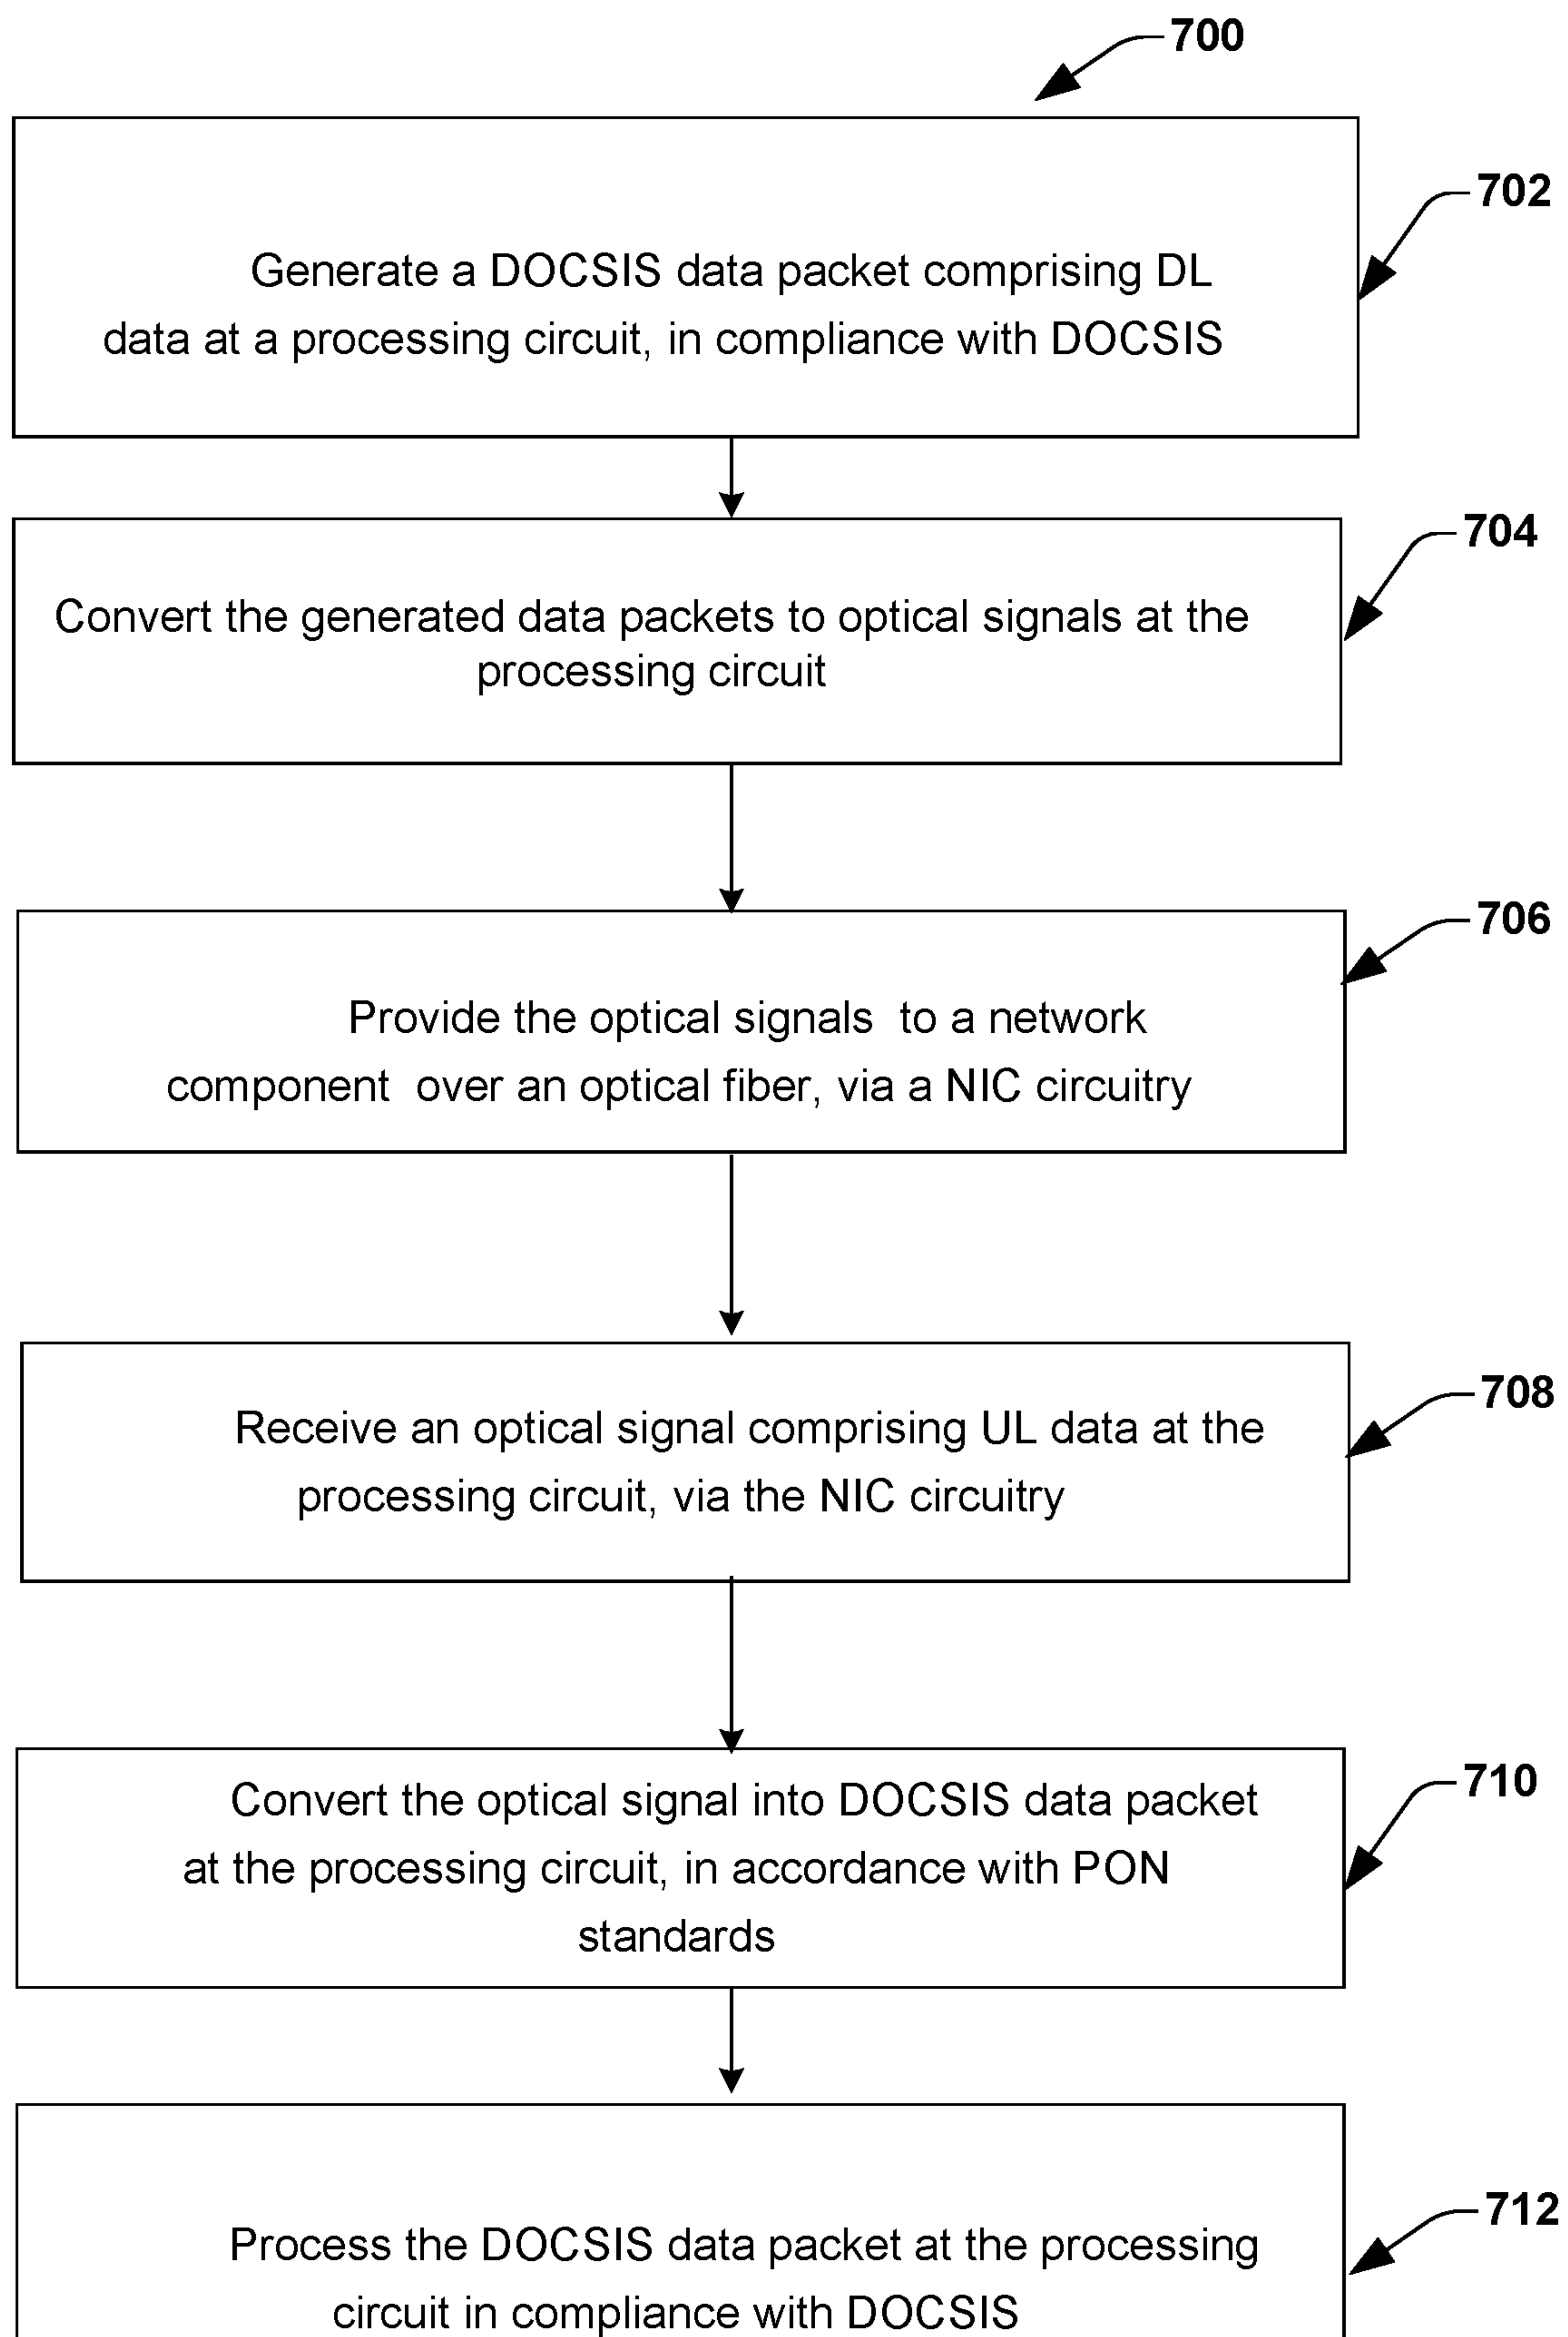 700
702
Generate a DOCSIS data packet comprising DL
data at a processing circuit, in compliance with DOCSIS
704
Convert the generated data packets to optical signals at the
processing circuit
706
Provide the optical signals to a network
component over an optical fiber, via a NIC circuitry
708
Receive an optical signal comprising UL data at the
processing circuit, via the NIC circuitry
710
Convert the optical signal into DOCSIS data packet
at the processing circuit, in accordance with PON
standards
712
Process the DOCSIS data packet at the processing
circuit in compliance with DOCSIS